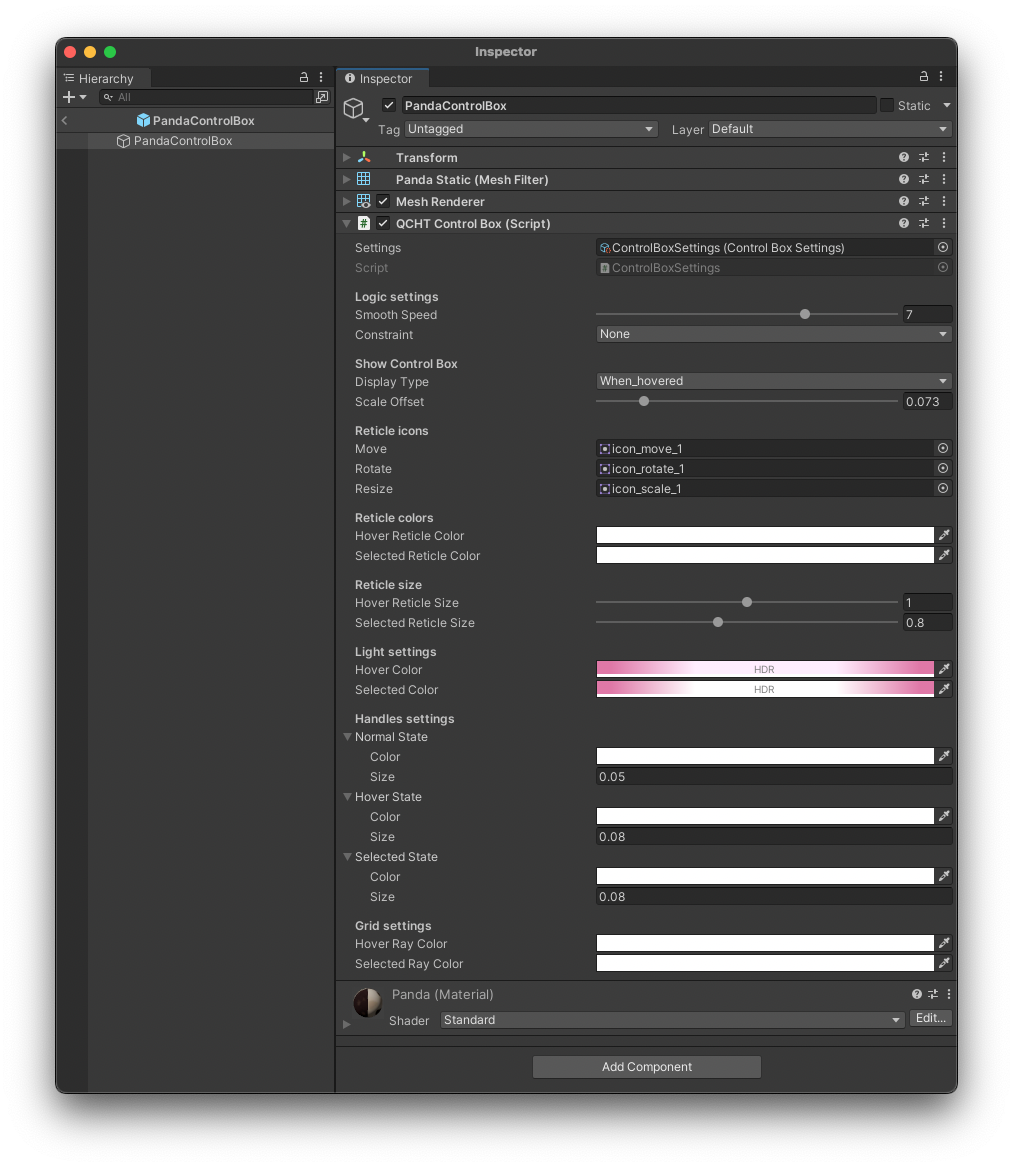 Inspector
Hierarchy
All
PandaControlBox
PandaControlBox
Inspector
PandaControlBox
Static
Tag Untagged Layer Default
Transform
Panda Static (Mesh Filter)
Mesh Renderer
# QCHT Control Box (Script)
Settings ControlBoxSettings (Control Box Settings)
Script # ControlBoxSettings
Logic settings
Smooth Speed 7
Constraint None
Show Control Box
Display Type When_hovered
Scale Offset 0.073
Reticle icons
Move icon_move_1
Rotate icon_rotate_1
Resize icon_scale_1
Reticle colors
Hover Reticle Color
Selected Reticle Color
Reticle size
Hover Reticle Size 1
Selected Reticle Size 0.8
Light settings
Hover Color HDR
Selected Color HDR
Handles settings
Normal State
Color
Size 0.05
Hover State
Color
Size 0.08
Selected State
Color
Size 0.08
Grid settings
Hover Ray Color
Selected Ray Color
Panda (Material)
Shader Standard Edit...
Add Component